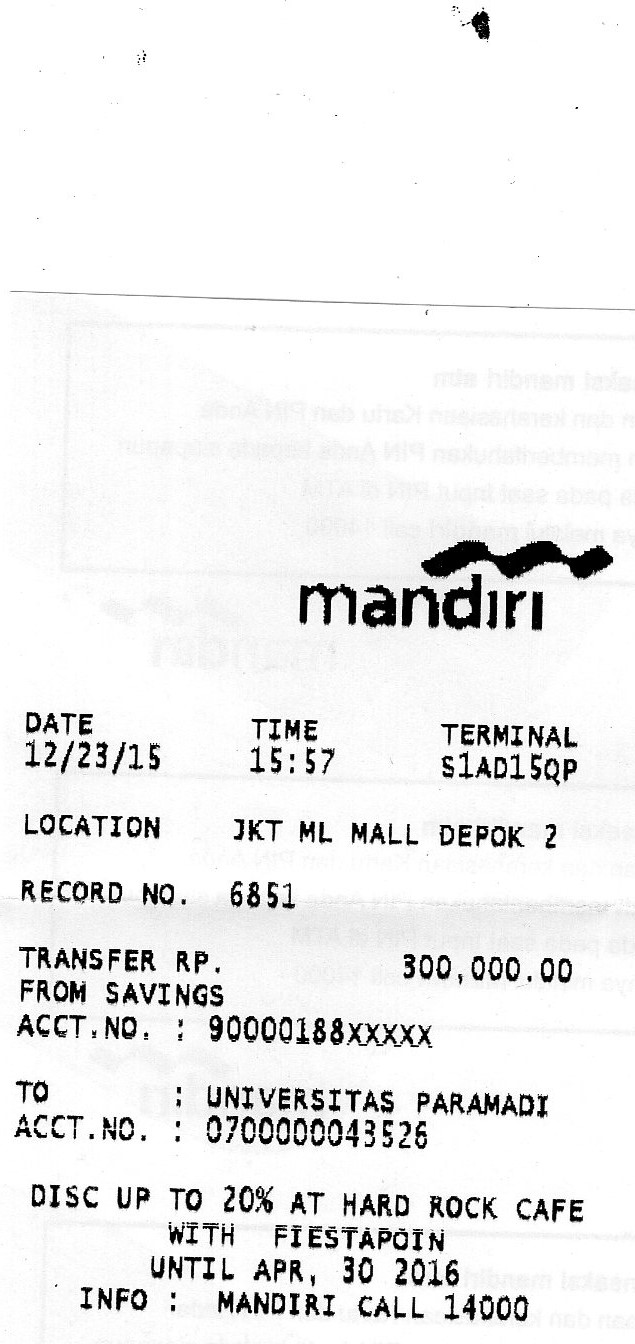 mandırı
DATE TIME TERMINAL
12/23/15 15:57 S1AD15QP
LOCATION JKT ML MALL DEPOK 2
RECORD NO. 6851
TRANSFER RP. 300,000.00
FROM SAVINGS
ACCT.NO. : 90000188XXXXX
TO : UNIVERSITAS PARAMADI
ACCT.NO. : 0700000043526
DISC UP TO 20% AT HARD ROCK CAFE
WITH FIESTAPOIN
UNTIL APR, 30 2016
INFO : MANDIRI CALL 14000